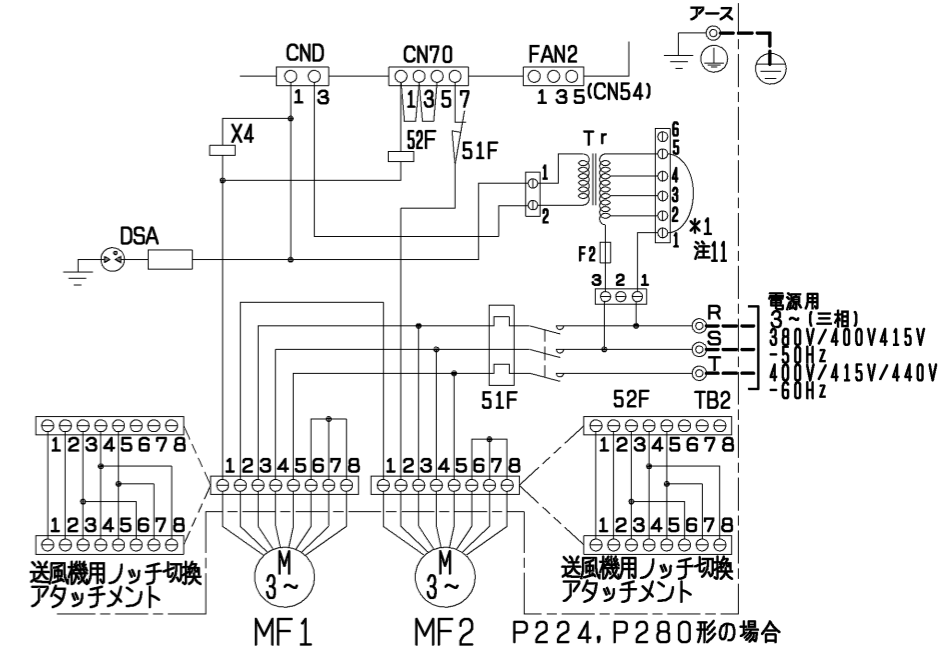 アース
CND
CN70
FAN2
1 3
1 3 5 7
1 3 5 (CN54)
X4
52F
51F
Tr
6
5
4
3
2
1
1
2
*1
注11
DSA
F2
3 2 1
R
S
T
電源用
3~(三相)
380V/400V415V
-50Hz
400V/415V/440V
-60Hz
51F
52F
TB2
1 2 3 4 5 6 7 8
1 2 3 4 5 6 7 8
1 2 3 4 5 6 7 8
1 2 3 4 5 6 7 8
1 2 3 4 5 6 7 8
1 2 3 4 5 6 7 8
送風機用ノッチ切換
アタッチメント
M
3~
M
3~
送風機用ノッチ切換
アタッチメント
MF1
MF2
P224,P280形の場合